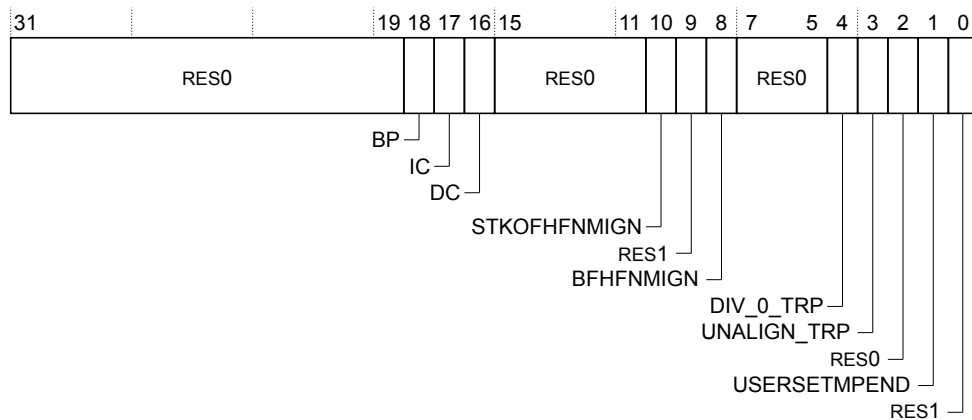 31 19 18 17 16 15 11 10 9 8 7 5 4 3 2 1 0
RES0 RES0 RES0
BP
IC
DC
STKOFHFNMIGN
RES1
BFHFNMIGN
DIV_0_TRP
UNALIGN_TRP
RES0
USERSETMPEND
RES1